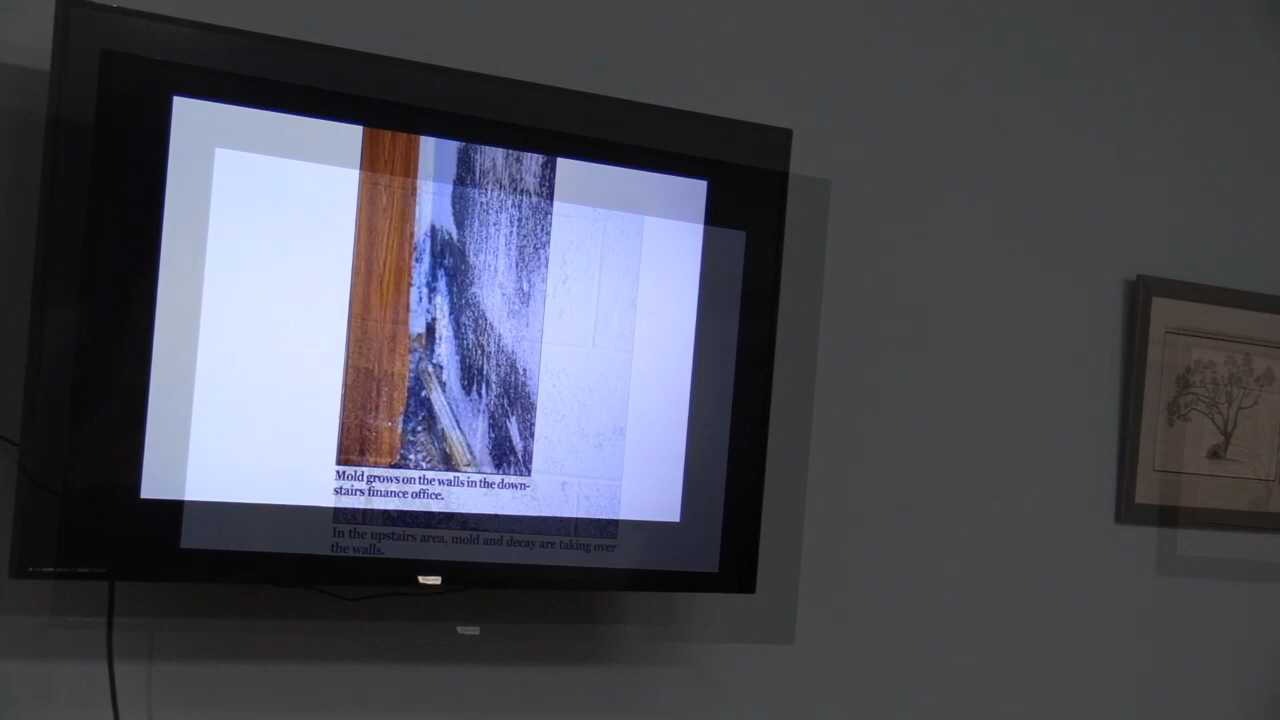 Mold grows on the walls in the down-
stairs finance office.
In the upstairs area, mold and decay are taking over
the walls.